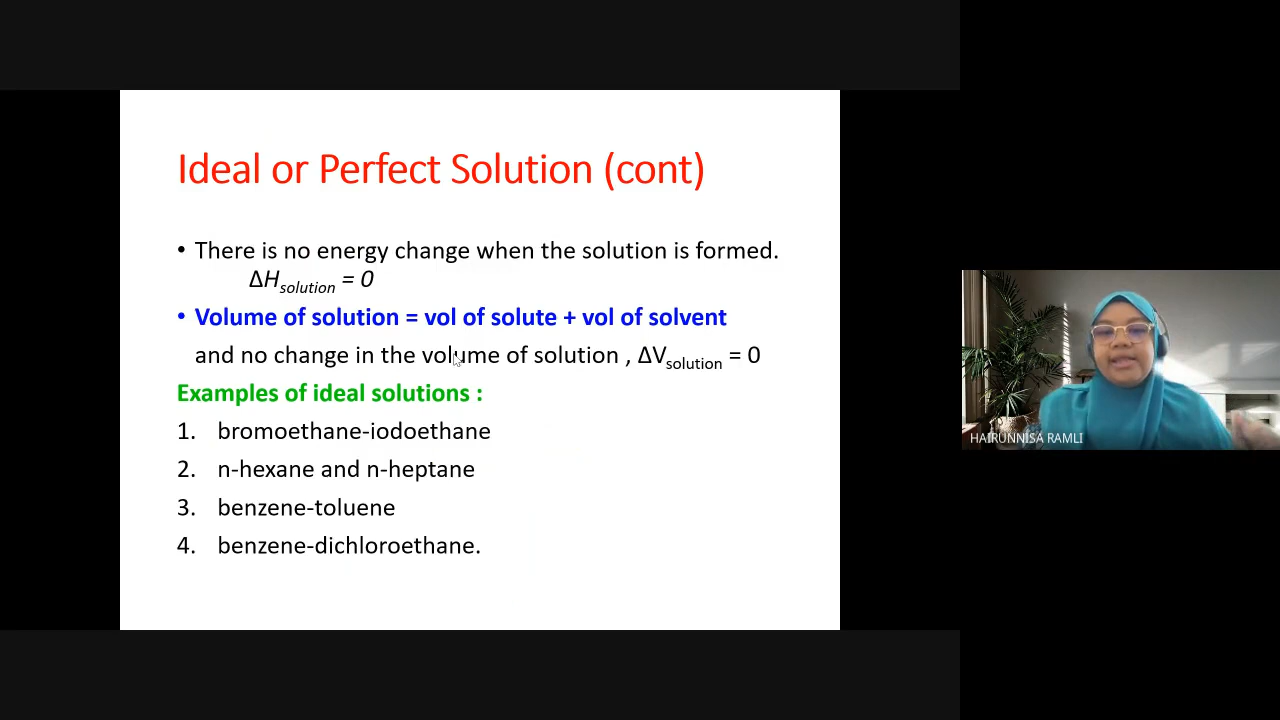 Ideal or Perfect Solution (cont)
• There is no energy change when the solution is formed.
ΔHsolution = 0
• Volume of solution = vol of solute + vol of solvent
and no change in the volume of solution , ΔVsolution = 0
Examples of ideal solutions :
1. bromoethane-iodoethane
2. n-hexane and n-heptane
3. benzene-toluene
4. benzene-dichloroethane.
HAIRUNNISA RAMLI